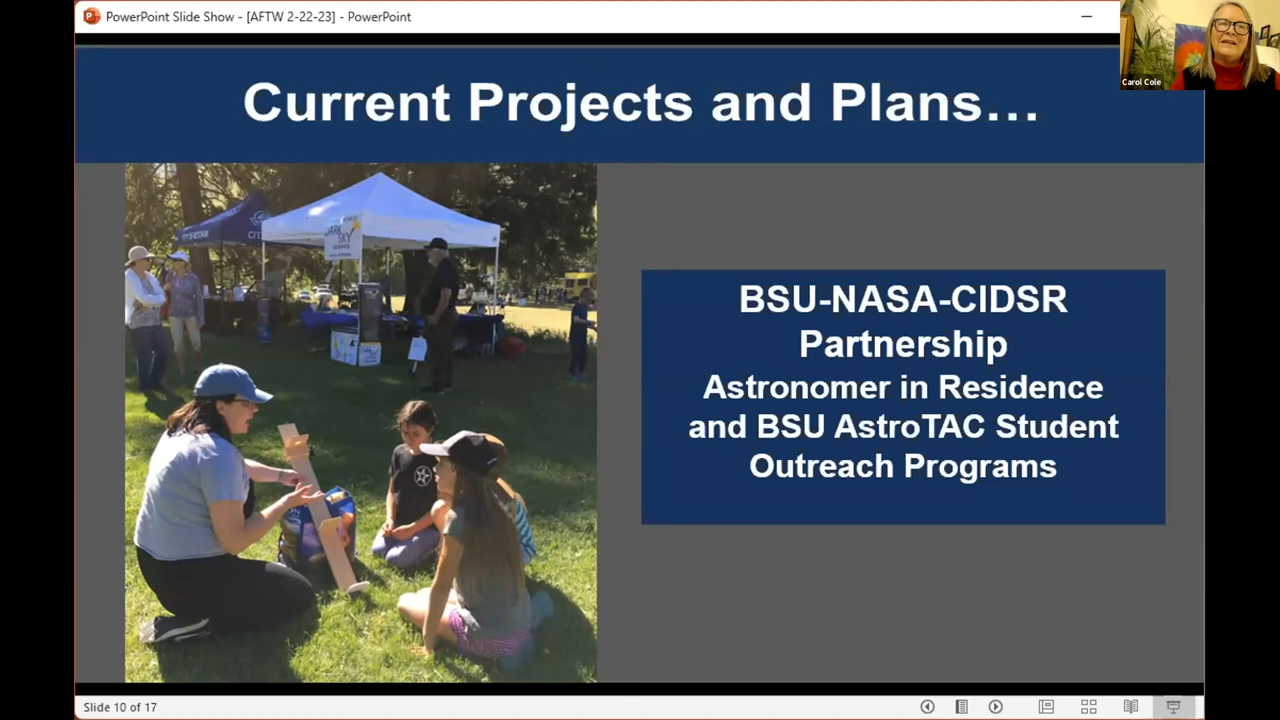 PowerPoint Slide Show - [AFTW 2-22-23] - PowerPoint
Carol Cole
Current Projects and Plans…
DARK
SKY
BSU-NASA-CIDSR
Partnership
Astronomer in Residence
and BSU AstroTAC Student
Outreach Programs
Slide 10 of 17